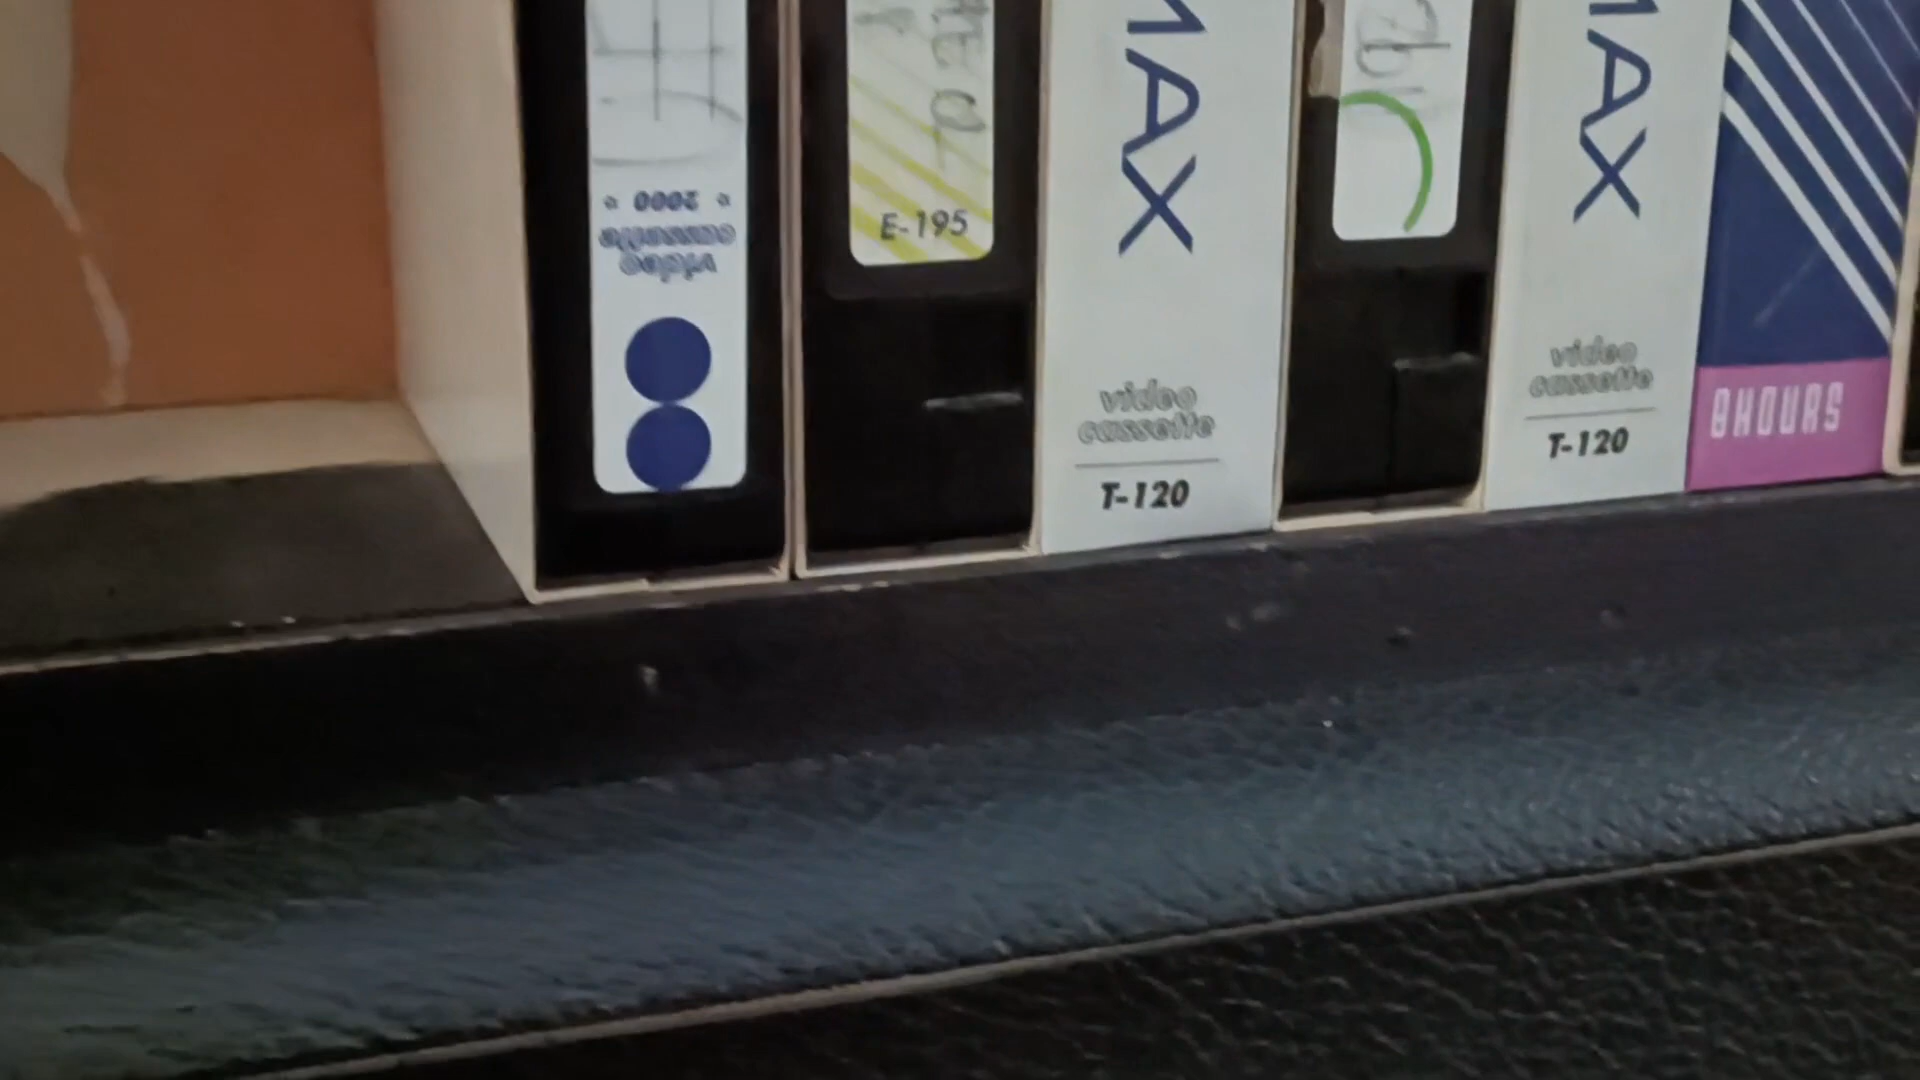 Video
cassette
* 2000 *
E-195
MAX
video
cassette
T-120
MAX
video
cassette
T-120
8HOURS